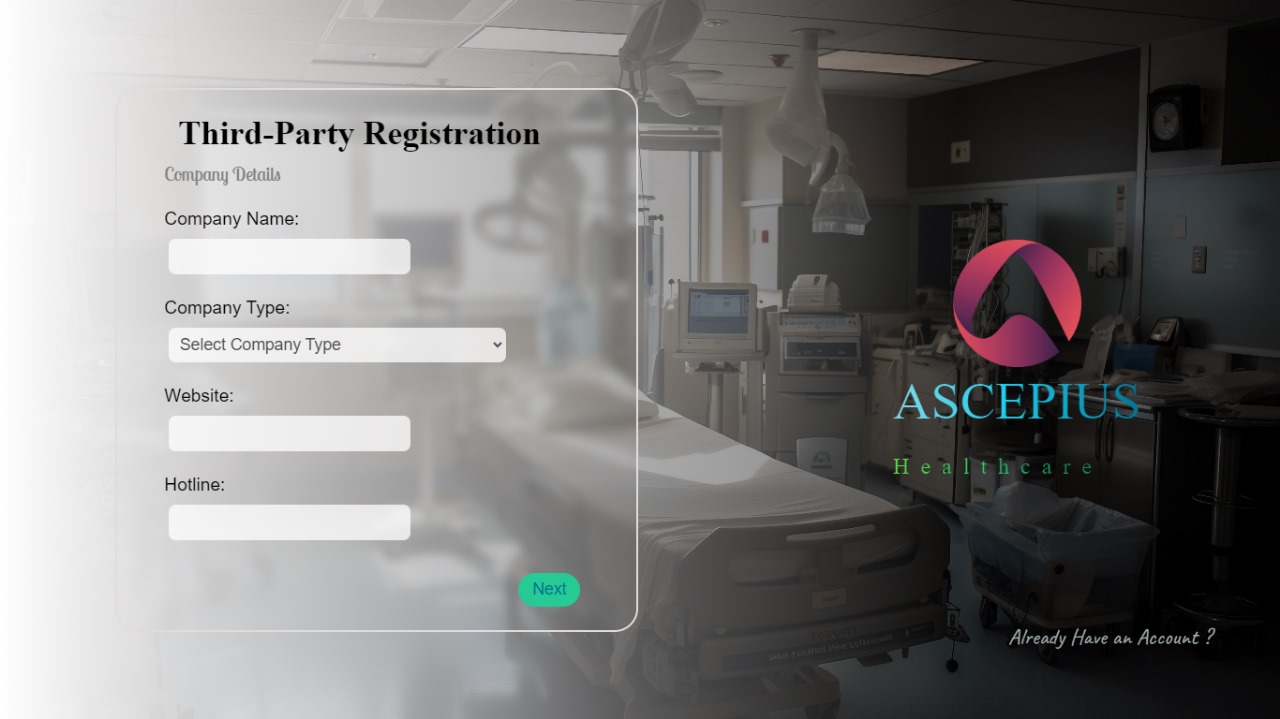 Third-Party Registration
Company Details
Company Name:
Company Type:
Select Company Type
Website:
Hotline:
Next
ASCEPIUS
Healthcare
Already Have an Account ?